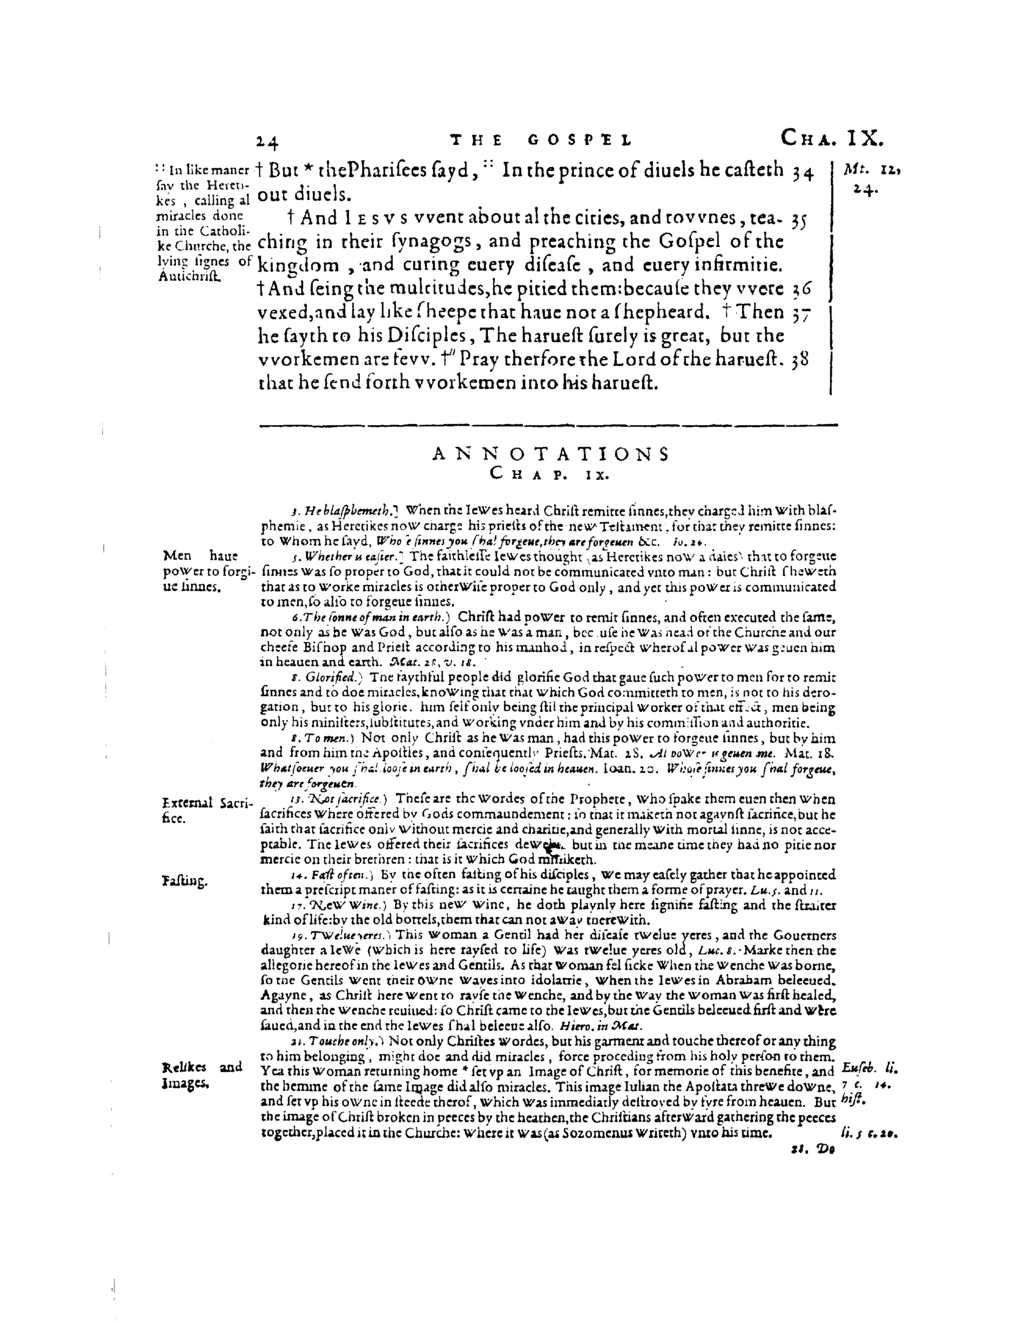 24 THE GOSPEL CHA. IX.
† But * thePhariſees ſayd, :: In the prince of diuels he caſteth 34
out diuels.
† And IESVS vvent about al the cities, and tovvnes, tea- 35
ching in their ſynagogs, and preaching the Goſpel of the
kingdom, and curing euery diſeaſe, and euery infirmitie.
† And ſeing the multitudes, he pitied them: becauſe they vvere 36
vexed, and lay like ſheepe that haue not a ſhepheard. † Then 37
he ſayth to his Diſciples, The harueſt ſurely is great, but the
vvorkemen are fevv. †" Pray therfore the Lord of the harueſt. 38
that he ſend forth vvorkemen into his harueſt.
:: In like maner
ſay the Hereti-
kes, calling al
miracles done
in the Catholi-
ke Churche, the
lying ſignes of
Antichriſt.
Mt. 12,
24.
ANNOTATIONS
CHAP. IX.
3. He blaſphemeth.] When the Iewes heard Chriſt remitte ſinnes, they charged him with blaſ-
phemie, as Heretikes now charge his prieſts of the new Teſtament, for that they remitte ſinnes:
to whom he ſayd, Whoſe ſinnes you ſhal forgeue, they are forgeuen &c. Io. 20.
5. Whether is eaſier.] The faithleſſe Iewes thought (as Heretikes now a daies) that to forgeue
ſinnes was ſo proper to God, that it could not be communicated vnto man: but Chriſt ſheweth
that as to worke miracles is otherwiſe proper to God only, and yet this power is communicated
to men, ſo alſo to forgeue ſinnes.
Men haue
power to forgi-
ue ſinnes.
6. The ſonne of man in earth.) Chriſt had power to remit ſinnes, and often executed the ſame,
not only as he was God, but alſo as he was a man, becauſe he was head of the Churche and our
cheefe Biſhop and Prieſt according to his manhod, in reſpect wherof al power was geuen him
in heauen and earth. Mat. 28, v. 18.
8. Glorified.) The faythful people did glorifie God that gaue ſuch power to men for to remit
ſinnes and to doe miracles, knowing that that which God committeth to men, is not to his dero-
gation, but to his glorie. him ſelf only being ſtil the principal worker of that effect, men being
only his miniſters, ſubſtitutes, and working vnder him and by his commiſſion and authoritie.
8. To men.) Not only Chriſt as he was man, had this power to forgeue ſinnes, but by him
and from him the Apoſtles, and conſequently Prieſts. Mat. 28. Al power is geuen me. Mat. 18.
Whatſoeuer you ſhal looſe in earth, ſhal be looſed in heauen. Ioan. 20. Whoſe ſinnes you ſhal forgeue,
they are forgeuen.
13. Not ſacrifice.) Theſe are the wordes of the Prophete, who ſpake them euen then when
ſacrifices where offered by Gods commaundement: ſo that it maketh not agaynſt ſacrifice, but he
ſaith that ſacrifice only without mercie and charitie, and generally with mortal ſinne, is not acce-
ptable. The Iewes offered their ſacrifices dewely, but in the meane time they had no pitie nor
mercie on their brethren: that is it which God miſliketh.
External Sacri-
fice.
14. Faſt often.) By the often faſting of his diſciples, we may eaſely gather that he appointed
them a preſcript maner of faſting: as it is certaine he taught them a forme of prayer. Lu. 5. and 11.
Faſting.
17. New wine.) By this new wine, he doth playnly here ſignifie faſting and the ſtraiter
kind of life: by the old bottels, them that can not away therewith.
19. Twelue yeres.) This woman a Gentil had her diſeaſe twelue yeres, and the Gouerners
daughter a Iewe (which is here rayſed to life) was twelue yeres old, Luc. 8. Marke then the
allegorie hereof in the Iewes and Gentils. As that woman fel ſicke when the wenche was borne,
ſo the Gentils went their owne wayes into idolatrie, when the Iewes in Abraham beleeued.
Agayne, as Chriſt here went to rayſe the wenche, and by the way the woman was firſt healed,
and then the wenche reuiued: ſo Chriſt came to the Iewes, but the Gentils beleeued firſt and were
ſaued, and in the end the Iewes ſhal beleeue alſo. Hiero. in Mat.
21. Touche only.) Not only Chriſtes wordes, but his garment and touche thereof or any thing
to him belonging, might doe and did miracles, force proceding from his holy perſon to them.
Yea this woman returning home * ſet vp an Image of Chriſt, for memorie of this benefite, and
the hemme of the ſame Image did alſo miracles. This image Iulian the Apoſtata threwe downe,
and ſet vp his owne in ſteede therof, which was immediatly deſtroyed by fyre from heauen. But
the image of Chriſt broken in peeces by the heathen, the Chriſtians afterward gathering the peeces
together, placed it in the Churche: where it was (as Sozomenus writeth) vnto his time.
Relikes and
Images.
Euſeb. li.
7 c. 14.
hiſt.
li. 5 c. 20.
28. Do